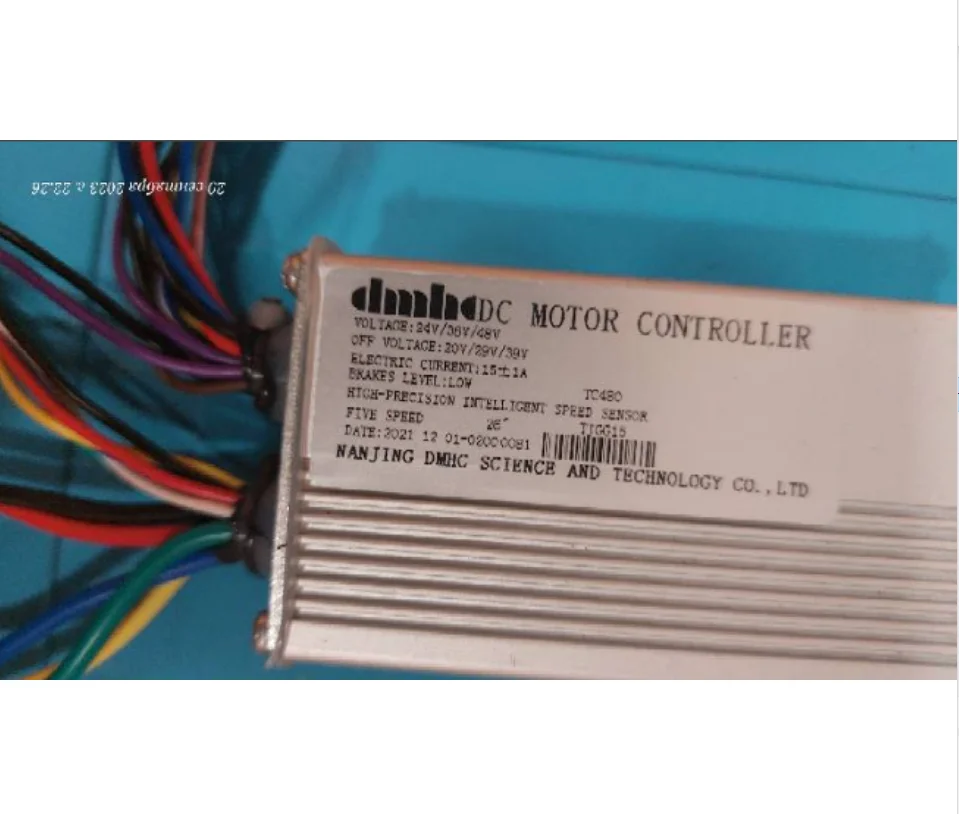 20 сентября 2023 г. 22:26
dmhc DC MOTOR CONTROLLER
VOLTAGE:24V/36V/48V
OFF VOLTAGE:20V/29V/39V
ELECTRIC CURRENT:15±1A
BRAKES LEVEL:LOW TC480
HIGH-PRECISION INTELLIGENT SPEED SENSOR
FIVE SPEED 26" TJGG15
DATE:2021 12 01-02000081
NANJING DMHC SCIENCE AND TECHNOLOGY CO.,LTD